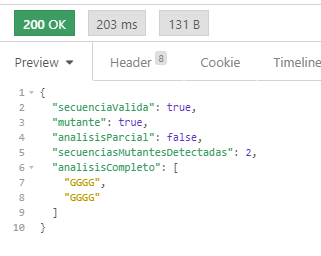 200 OK 203 ms 131 B
Preview Header 8 Cookie Timeline
1 {
2 "secuenciaValida": true,
3 "mutante": true,
4 "analisisParcial": false,
5 "secuenciasMutantesDetectadas": 2,
6 "analisisCompleto": [
7 "GGGG",
8 "GGGG"
9 ]
10 }